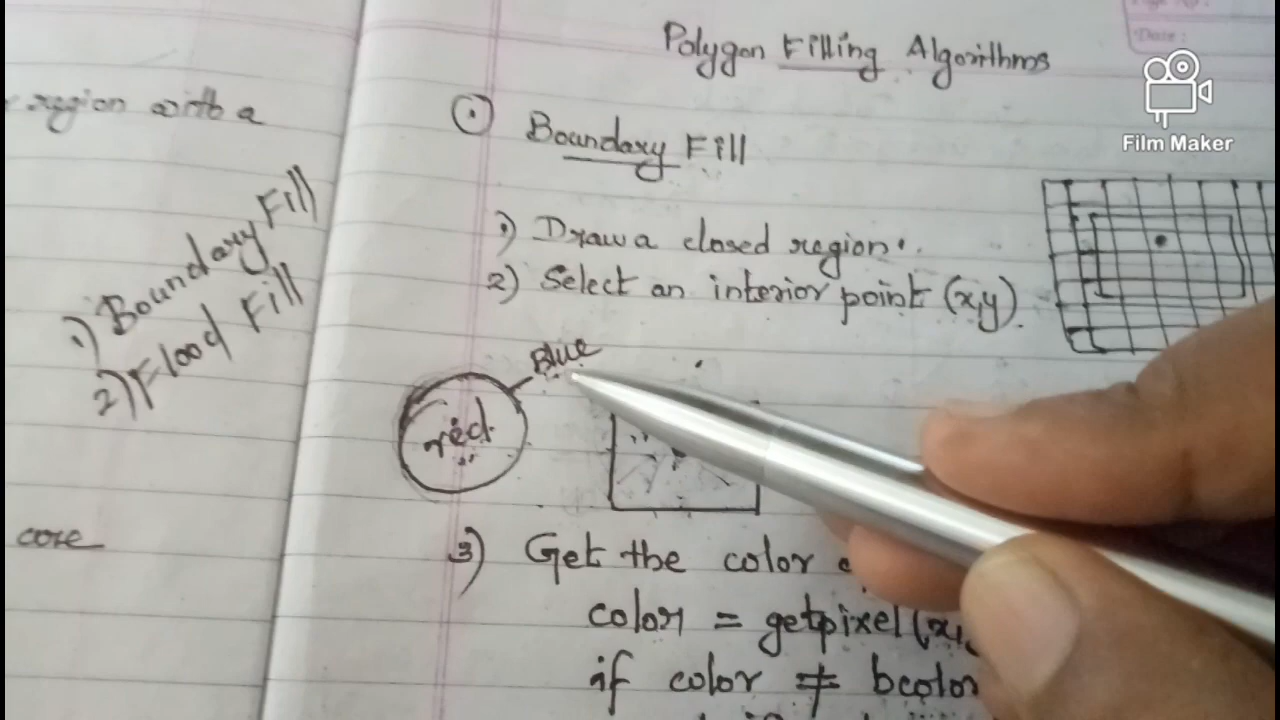 Polygon Filling Algorithms
Date:
Film Maker
region with a
1) Boundary Fill
2) Flood Fill
core
1) Boundary Fill
1) Draw a closed region.
2) Select an interior point (x,y).
Blue
red
3) Get the color
color = getpixel(x,
if color ≠ bcolor